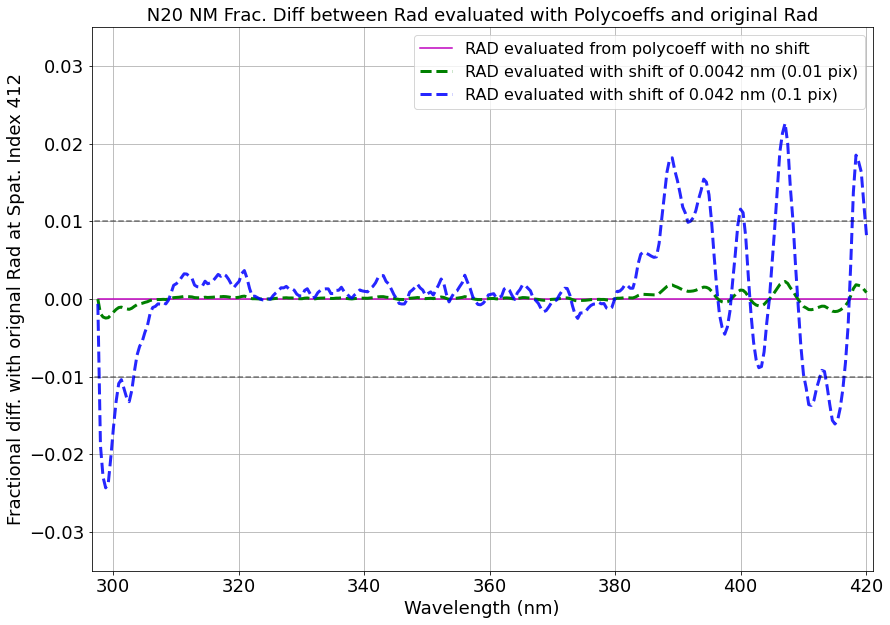 N20 NM Frac. Diff between Rad evaluated with Polycoeffs and original Rad
RAD evaluated from polycoeff with no shift
RAD evaluated with shift of 0.0042 nm (0.01 pix)
RAD evaluated with shift of 0.042 nm (0.1 pix)
Fractional diff. with orignal Rad at Spat. Index 412
0.03
0.02
0.01
0.00
−0.01
−0.02
−0.03
300 320 340 360 380 400 420
Wavelength (nm)